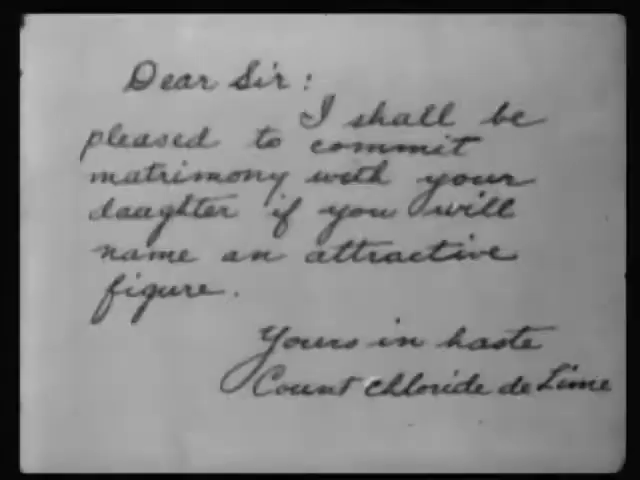 Dear Sir:
I shall be
pleased to commit
matrimony with your
daughter if you will
name an attractive
figure.
Yours in haste
Count Chloride de Lime